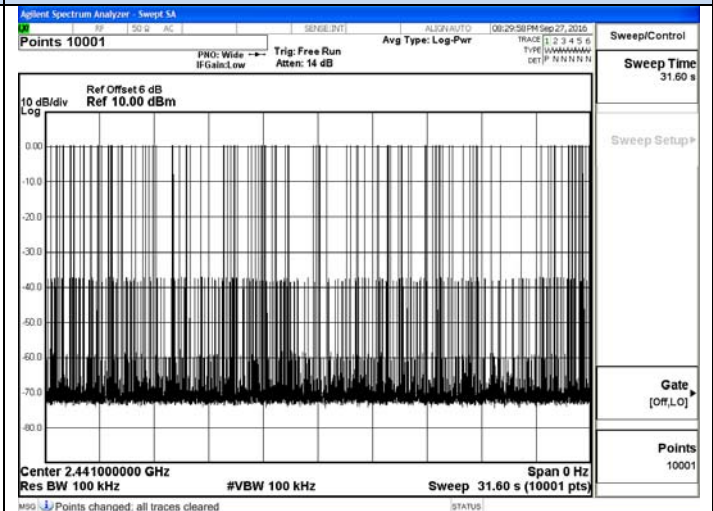 Agilent Spectrum Analyzer - Swept SA
RF 50 Ω AC SENSE:INT ALIGN AUTO 08:29:58 PM Sep 27, 2016
Points 10001
PNO: Wide
IFGain:Low
Trig: Free Run
Atten: 14 dB
Avg Type: Log-Pwr
TRACE 1 2 3 4 5 6
TYPE WWWWWW
DET P N N N N N
Ref Offset 6 dB
10 dB/div Ref 10.00 dBm
Log
0.00
-10.0
-20.0
-30.0
-40.0
-50.0
-60.0
-70.0
-80.0
Center 2.441000000 GHz Span 0 Hz
Res BW 100 kHz #VBW 100 kHz Sweep 31.60 s (10001 pts)
MSG Points changed; all traces cleared STATUS
Sweep/Control
Sweep Time
31.60 s
Sweep Setup
Gate
[Off,LO]
Points
10001